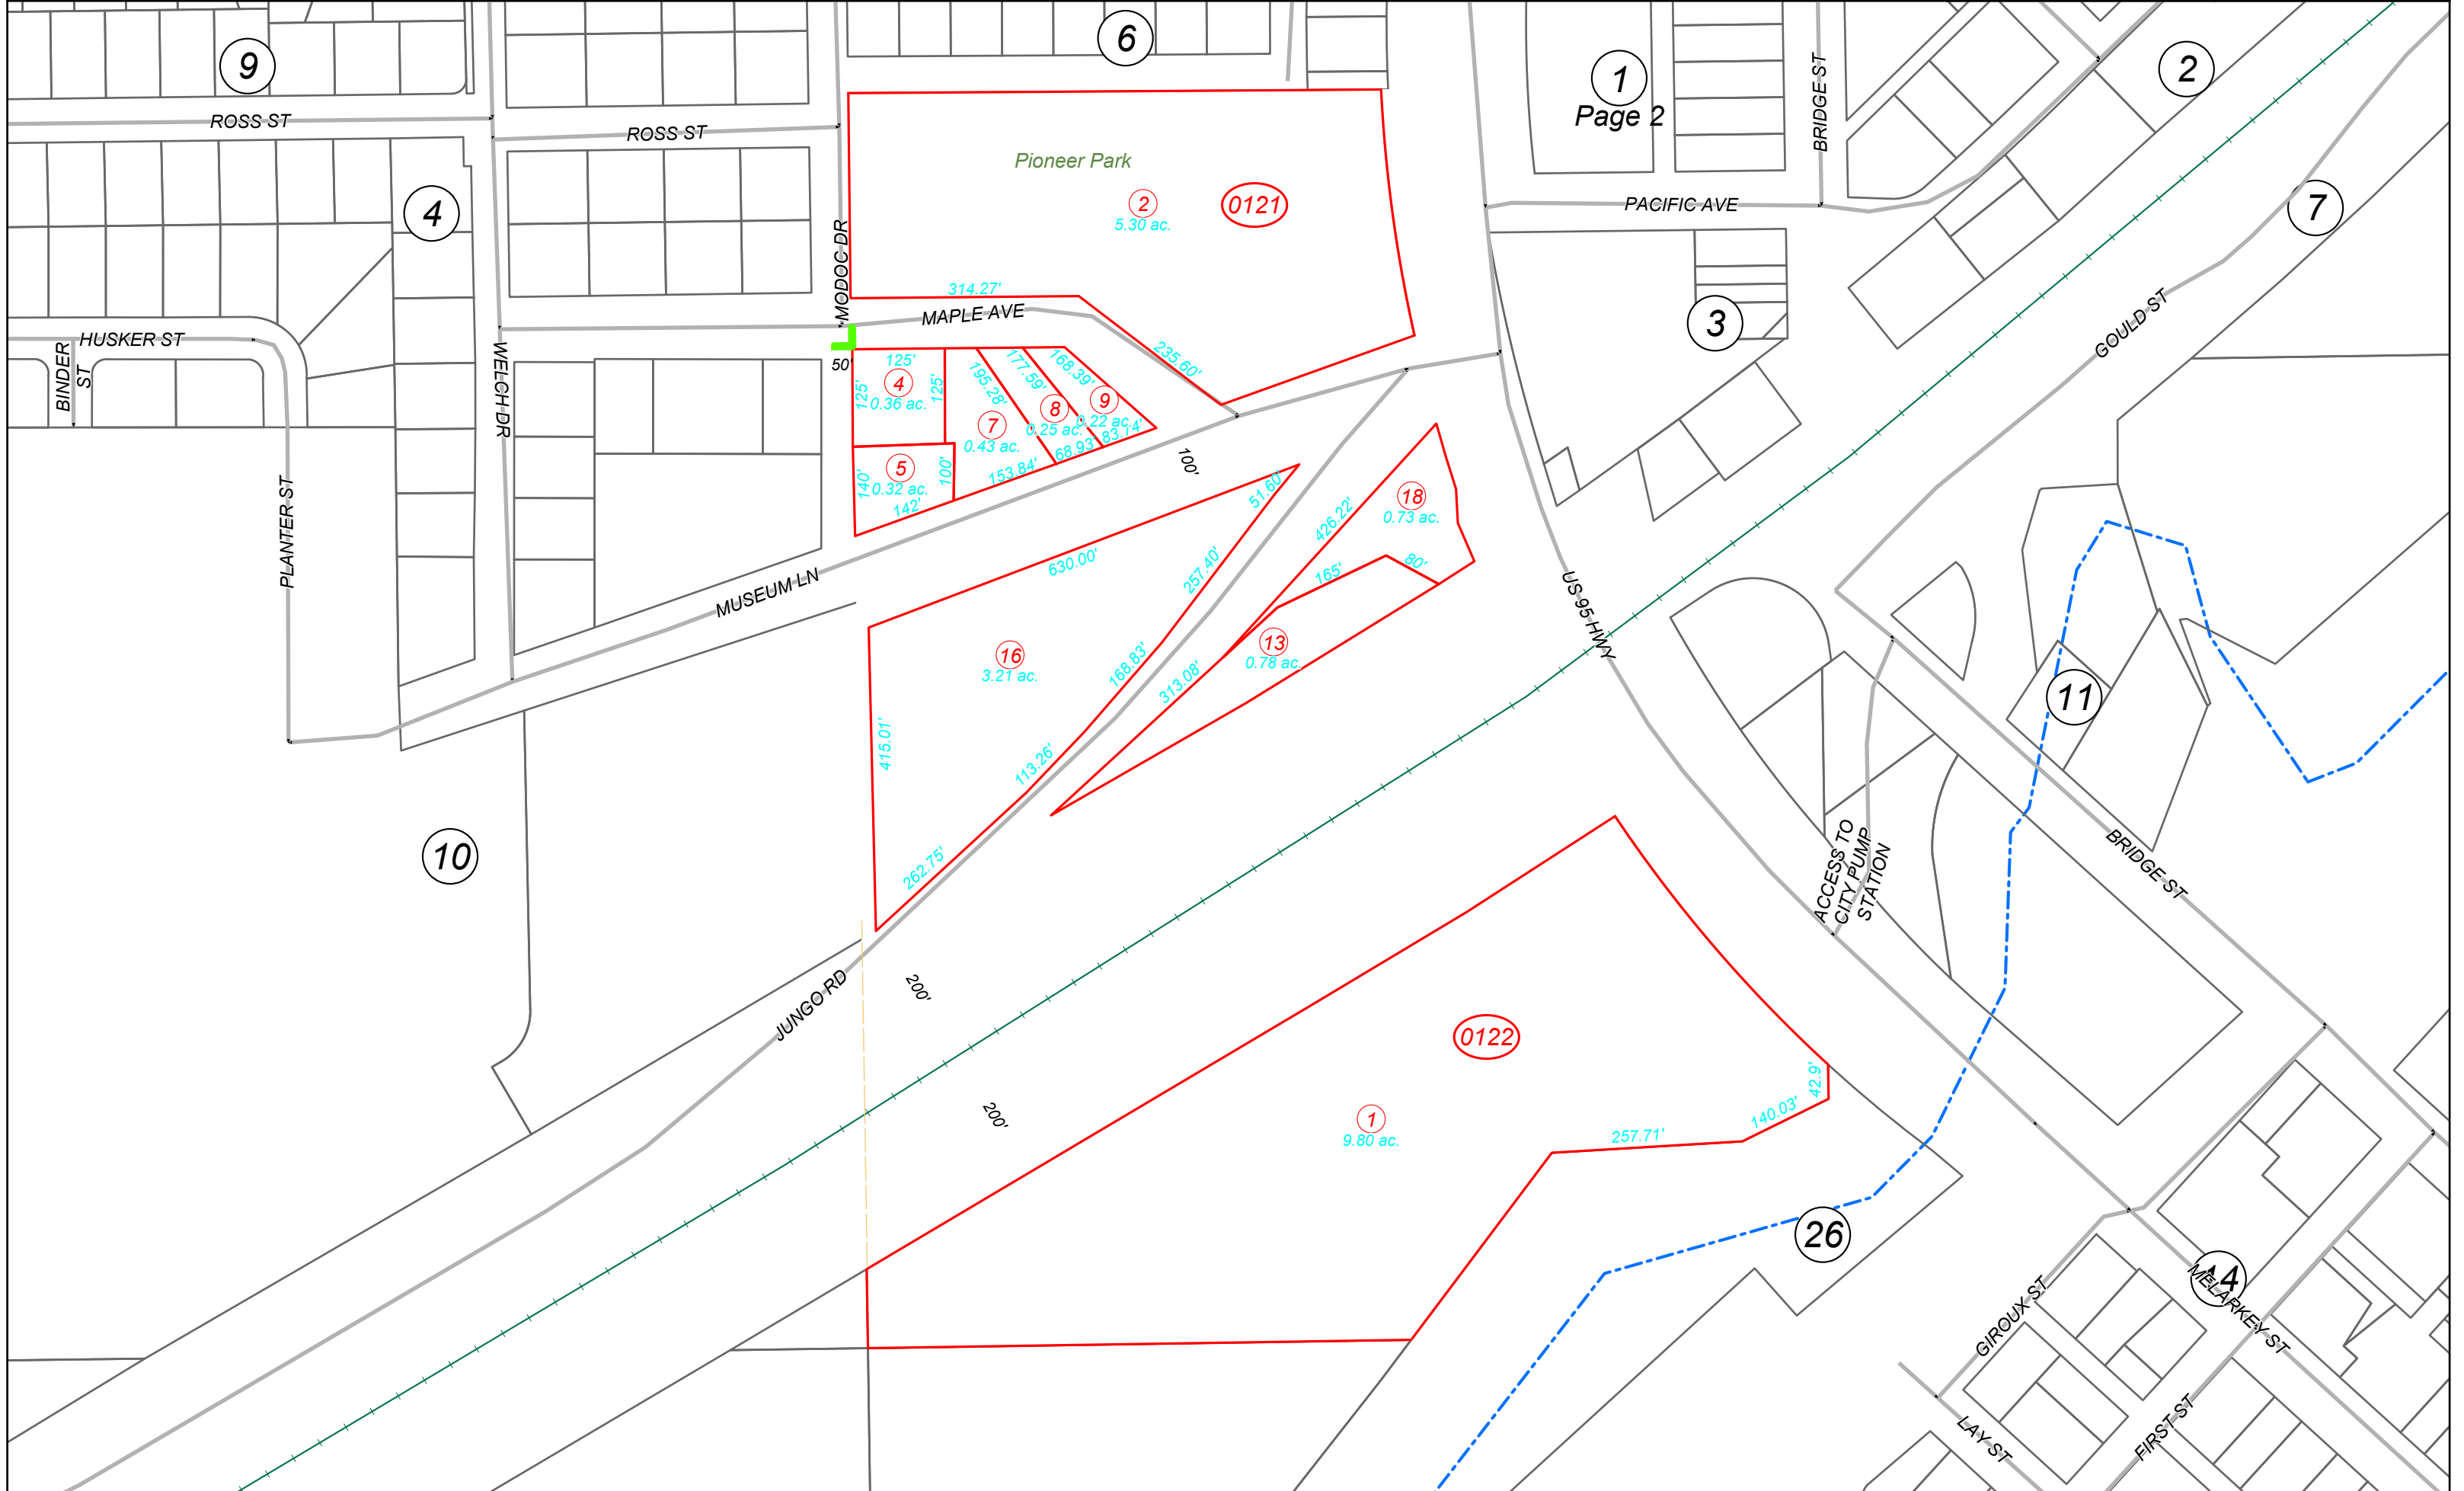 9
6
1
Page 2
2
BRIDGE ST
ROSS ST
ROSS ST
Pioneer Park
2
5.30 ac.
0121
4
PACIFIC AVE
7
MODOC DR
314.27'
MAPLE AVE
3
GOULD ST
HUSKER ST
BINDER
ST
WELCH DR
50'
125'
4
0.36 ac.
125'
125'
195.28'
177.59'
168.39'
235.60'
7
0.43 ac.
8
0.25 ac.
9
0.22 ac.
5
0.32 ac.
140'
100'
142'
153.84'
68.93'
83.74'
100'
PLANTER ST
MUSEUM LN
630.00'
51.60'
257.40'
426.22'
18
0.73 ac.
165'
80'
US 95 HWY
16
3.21 ac.
168.83'
313.08'
13
0.78 ac.
11
415.01'
113.26'
262.75'
10
ACCESS TO
CITY PUMP
STATION
BRIDGE ST
JUNGO RD
200'
200'
0122
1
9.80 ac.
42.9'
140.03'
257.71'
26
14
MELARKEY ST
GIROUX ST
LAY ST
FIRST ST